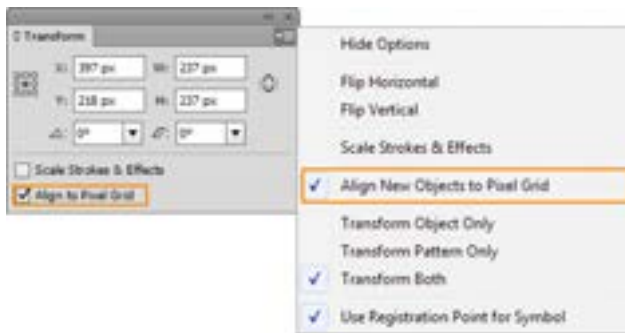 Transform
X: 397 px W: 237 px
Y: 218 px H: 237 px
0° 0°
Scale Strokes & Effects
Align to Pixel Grid
Hide Options
Flip Horizontal
Flip Vertical
Scale Strokes & Effects
Align New Objects to Pixel Grid
Transform Object Only
Transform Pattern Only
Transform Both
Use Registration Point for Symbol